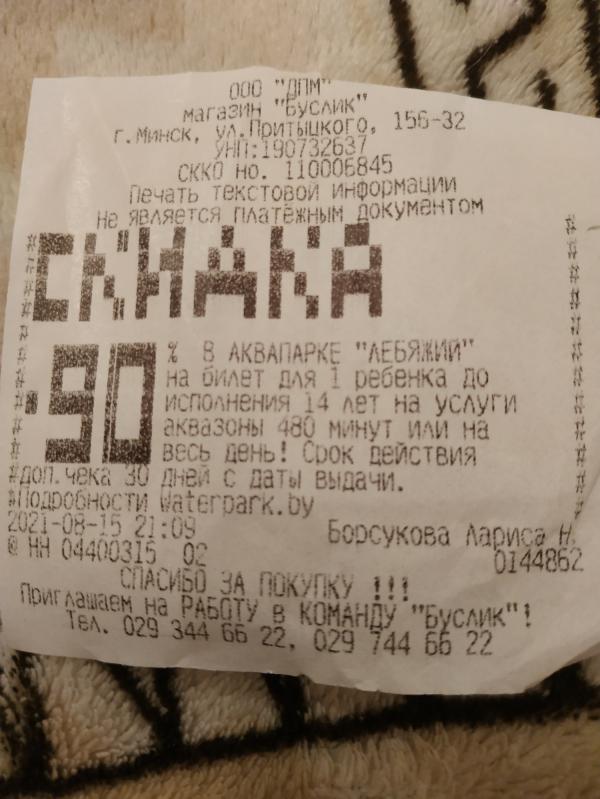 ООО "ДПМ"
магазин "Буслик"
г.Минск, ул.Притыцкого, 156-32
УНП:190732637
СККО но. 110006845
Печать текстовой информации
Не является платёжным документом
СКИДКА
-90% В АКВАПАРКЕ "ЛЕБЯЖИЙ"
на билет для 1 ребенка до
исполнения 14 лет на услуги
аквазоны 480 минут или на
весь день! Срок действия
#доп.чека 30 дней с даты выдачи.
#Подробности Waterpark.by
2021-08-15 21:09 Борсукова Лариса Н.
@ НН 04400315 02 0144862
СПАСИБО ЗА ПОКУПКУ !!!
Приглашаем на РАБОТУ в КОМАНДУ "Буслик"!
Тел. 029 344 66 22, 029 744 66 22